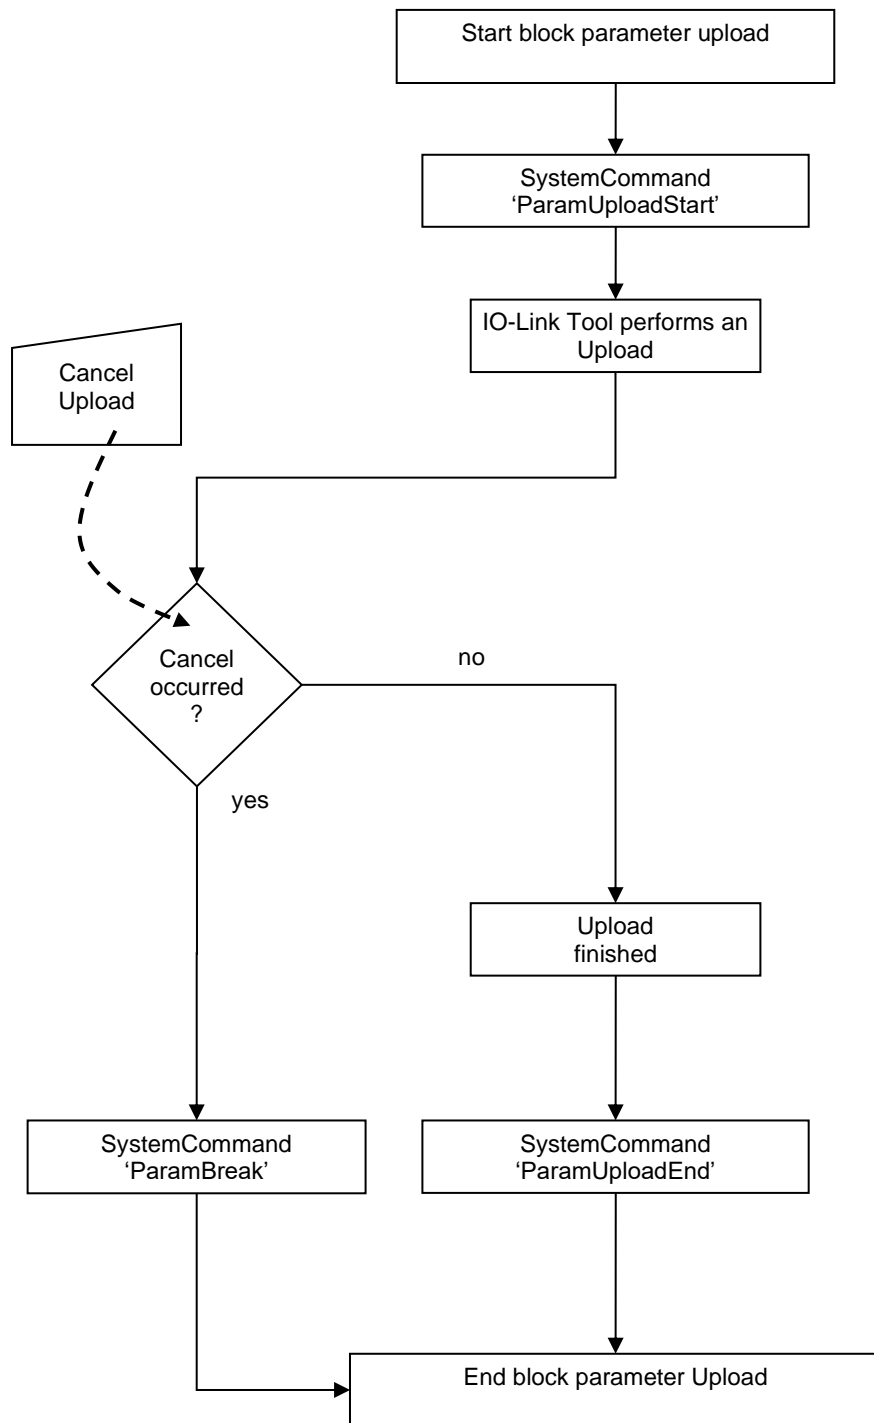 Start block parameter upload
SystemCommand
‘ParamUploadStart’
IO-Link Tool performs an
Upload
Cancel
Upload
Cancel
occurred
?
no
yes
Upload
finished
SystemCommand
‘ParamBreak’
SystemCommand
‘ParamUploadEnd’
End block parameter Upload